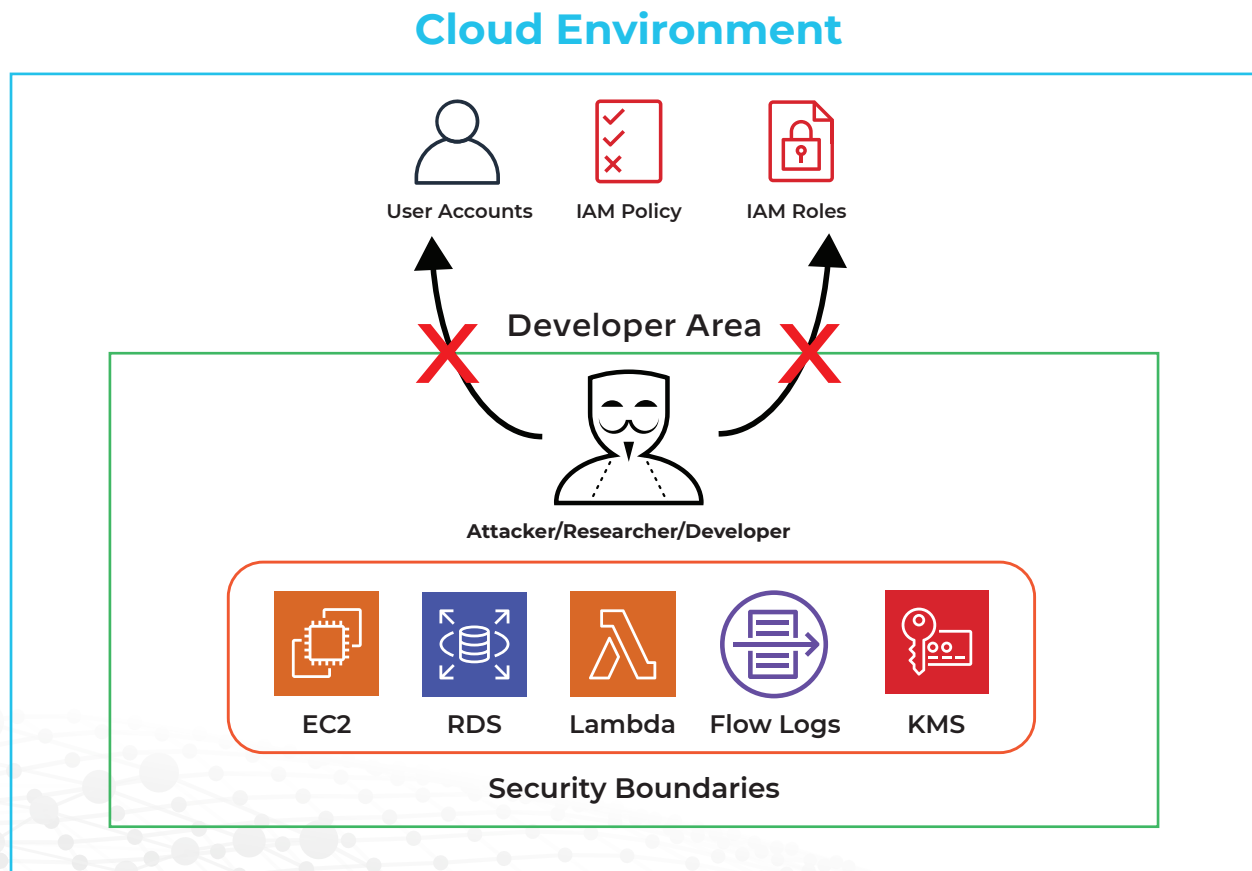 Cloud Environment
User Accounts
IAM Policy
IAM Roles
Developer Area
X
X
Attacker/Researcher/Developer
EC2
RDS
Lambda
Flow Logs
KMS
Security Boundaries